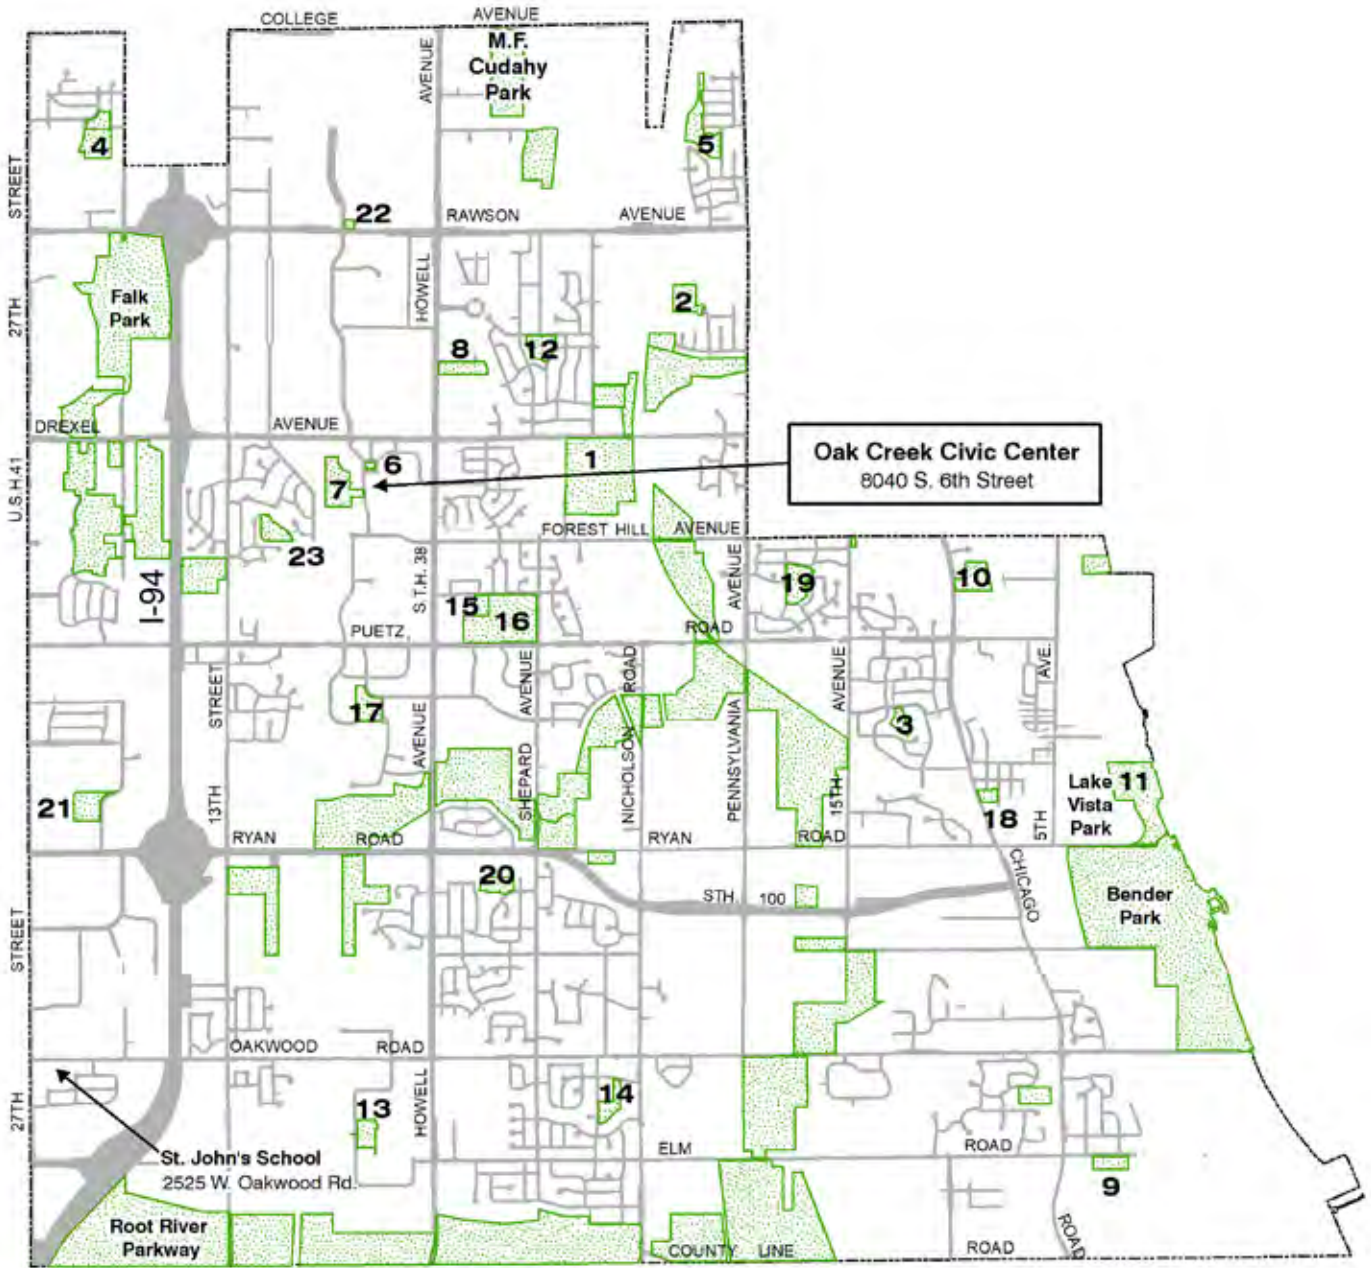 COLLEGE
AVENUE
M.F.
Cudahy
Park
AVENUE
4
5
STREET
22
RAWSON
AVENUE
Falk
Park
27TH
HOWELL
2
8
12
DREXEL
AVENUE
Oak Creek Civic Center
8040 S. 6th Street
U.S.H.41
6
1
7
FOREST HILL
AVENUE
23
I-94
S.T.H. 38
AVENUE
19
10
15
16
PUETZ
ROAD
STREET
AVENUE
ROAD
AVENUE
AVE.
17
3
AVENUE
SHEPARD
NICHOLSON
PENNSYLVANIA
15TH
Lake
Vista
Park
11
21
13TH
18
5TH
RYAN
ROAD
RYAN
ROAD
CHICAGO
20
STH
100
Bender
Park
STREET
OAKWOOD
ROAD
27TH
13
HOWELL
14
ELM
ROAD
St. John's School
2525 W. Oakwood Rd.
9
Root River
Parkway
COUNTY
LINE
ROAD
ROAD